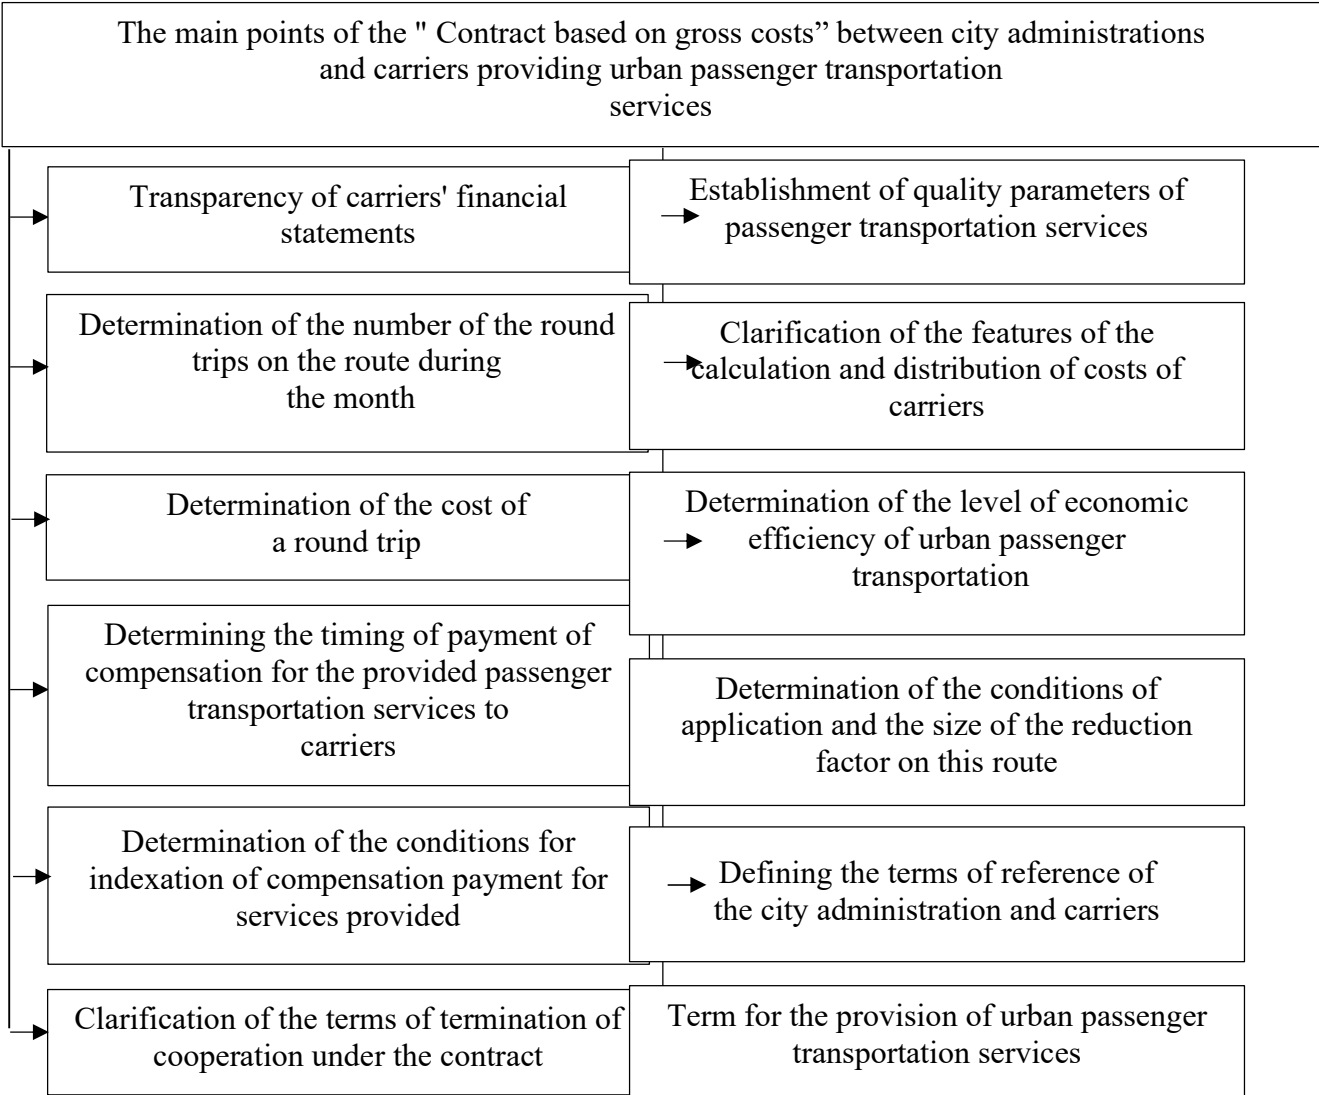 The main points of the " Contract based on gross costs” between city administrations
and carriers providing urban passenger transportation
services
Transparency of carriers' financial
statements
Determination of the number of the round
trips on the route during
the month
Determination of the cost of
a round trip
Determining the timing of payment of
compensation for the provided passenger
transportation services to
carriers
Determination of the conditions for
indexation of compensation payment for
services provided
Clarification of the terms of termination of
cooperation under the contract
Establishment of quality parameters of
passenger transportation services
Clarification of the features of the
calculation and distribution of costs of
carriers
Determination of the level of economic
efficiency of urban passenger
transportation
Determination of the conditions of
application and the size of the reduction
factor on this route
Defining the terms of reference of
the city administration and carriers
Term for the provision of urban passenger
transportation services